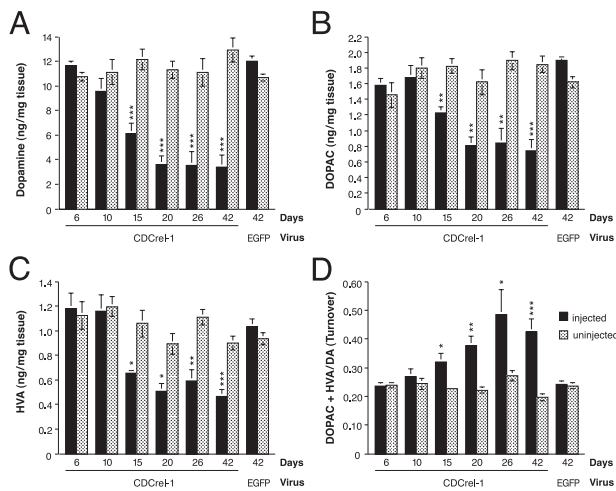 A
Dopamine (ng/mg tissue)
14
12
10
8
6
4
2
0
***
***
***
***
6 10 15 20 26 42 42 Days
CDCrel-1 EGFP Virus
B
DOPAC (ng/mg tissue)
2.2
2.0
1.8
1.6
1.4
1.2
1.0
0.8
0.6
0.4
0.2
0
**
**
**
***
6 10 15 20 26 42 42 Days
CDCrel-1 EGFP Virus
C
HVA (ng/mg tissue)
1.4
1.2
1.0
0.8
0.6
0.4
0.2
0
*
*
**
***
6 10 15 20 26 42 42 Days
CDCrel-1 EGFP Virus
D
DOPAC + HVA/DA (Turnover)
0.60
0.40
0.20
0.00
*
**
*
***
injected
uninjected
6 10 15 20 26 42 42 Days
CDCrel-1 EGFP Virus